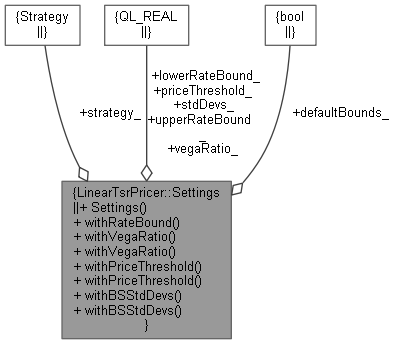 {Strategy
||}
{QL_REAL
||}
{bool
||}
+strategy_
+lowerRateBound_
+priceThreshold_
+stdDevs_
+upperRateBound
_
+vegaRatio_
+defaultBounds_
{LinearTsrPricer::Settings
||+ Settings()
+ withRateBound()
+ withVegaRatio()
+ withVegaRatio()
+ withPriceThreshold()
+ withPriceThreshold()
+ withBSStdDevs()
+ withBSStdDevs()
}